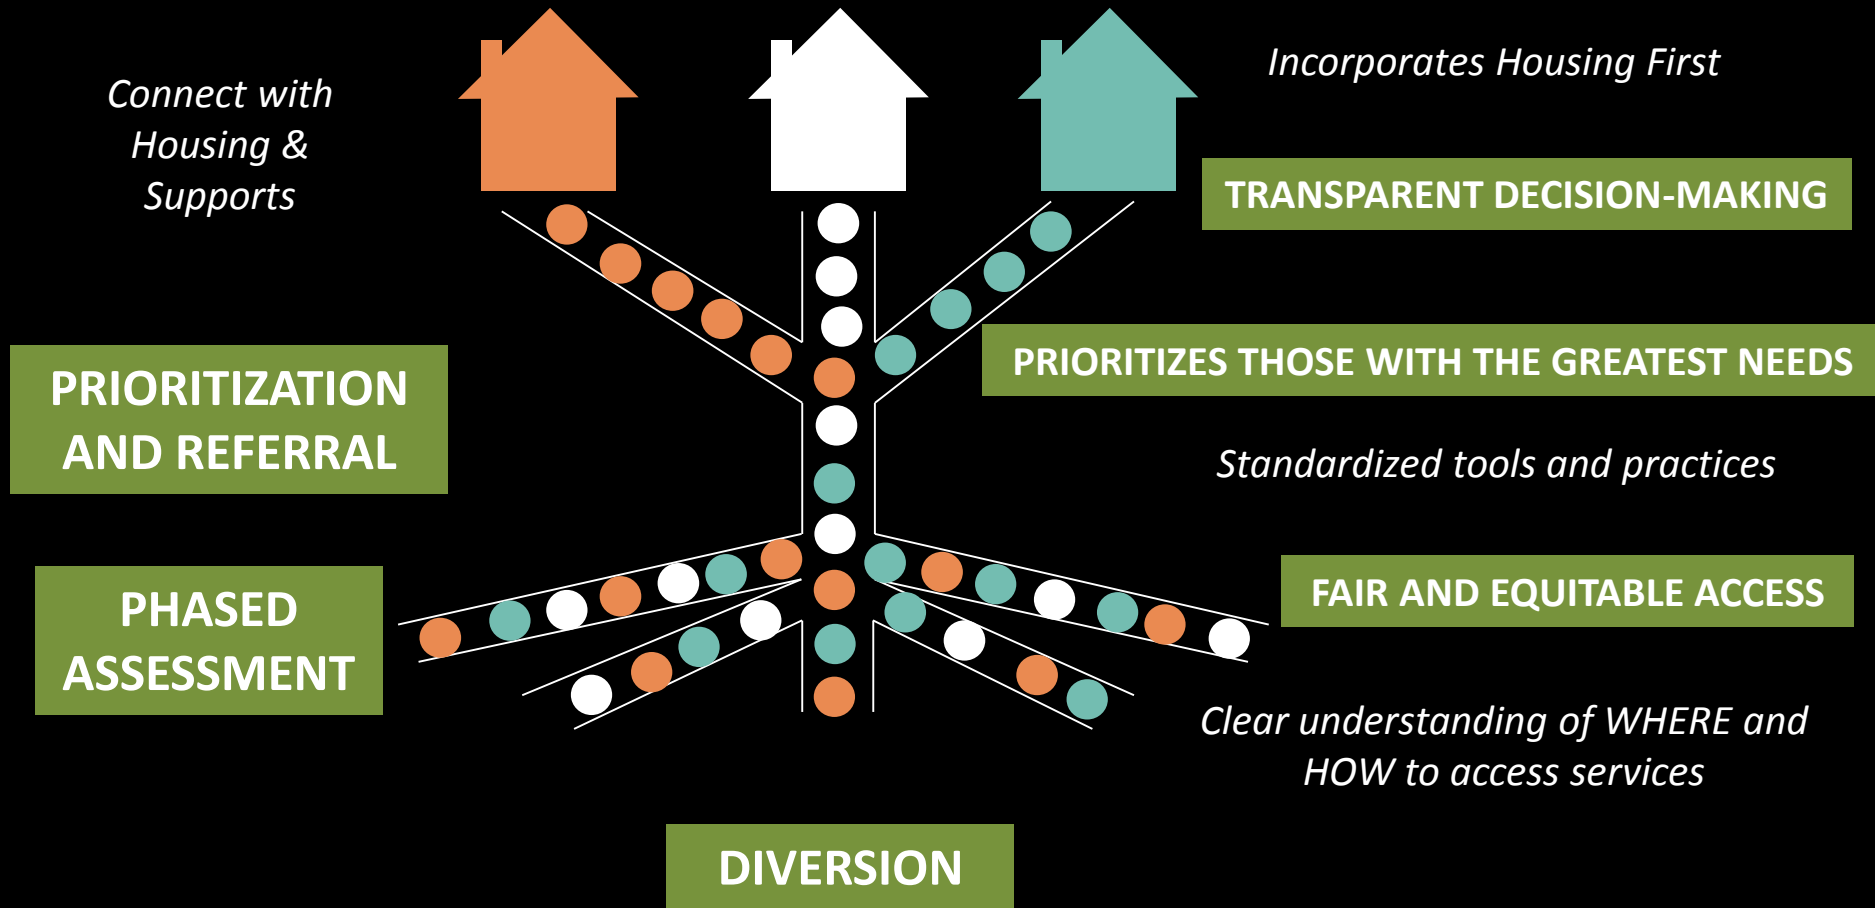 Connect with
Housing &
Supports
Incorporates Housing First
TRANSPARENT DECISION-MAKING
PRIORITIZES THOSE WITH THE GREATEST NEEDS
PRIORITIZATION
AND REFERRAL
Standardized tools and practices
PHASED
ASSESSMENT
FAIR AND EQUITABLE ACCESS
Clear understanding of WHERE and
HOW to access services
DIVERSION